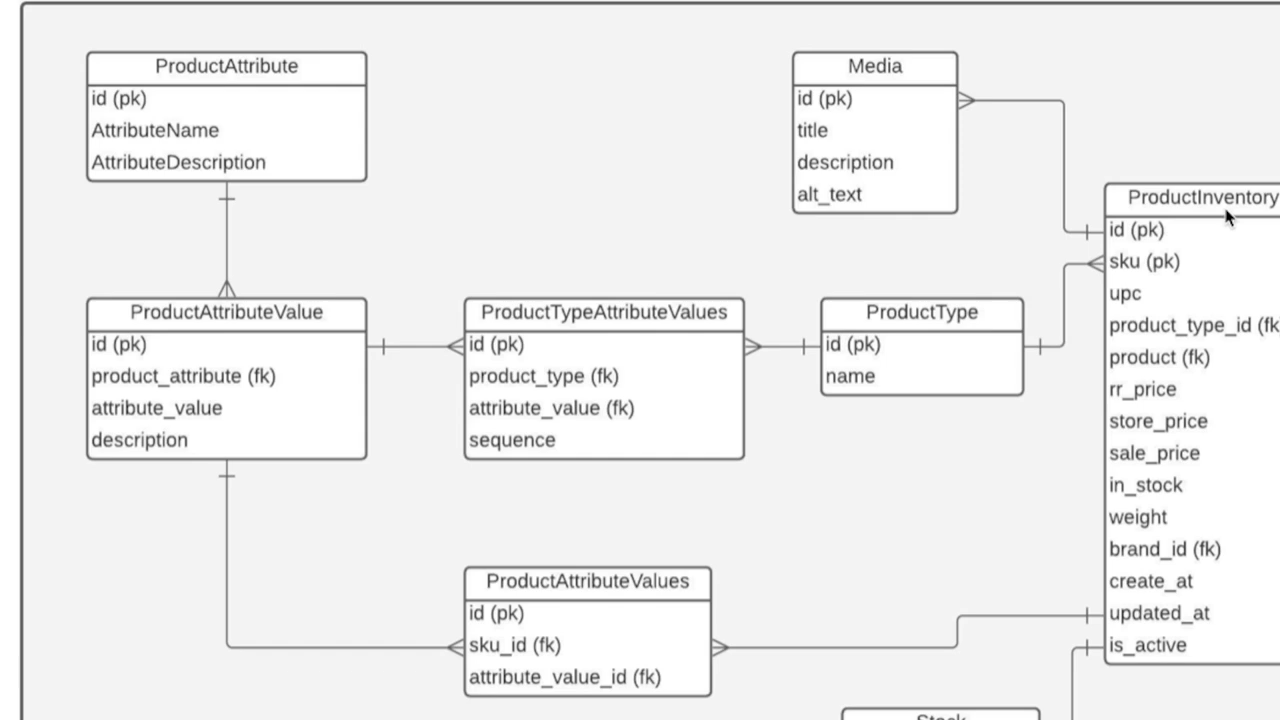 ProductAttribute
id (pk)
AttributeName
AttributeDescription
Media
id (pk)
title
description
alt_text
ProductInventory
id (pk)
sku (pk)
upc
product_type_id (fk
product (fk)
rr_price
store_price
sale_price
in_stock
weight
brand_id (fk)
create_at
updated_at
is_active
ProductAttributeValue
id (pk)
product_attribute (fk)
attribute_value
description
ProductTypeAttributeValues
id (pk)
product_type (fk)
attribute_value (fk)
sequence
ProductType
id (pk)
name
ProductAttributeValues
id (pk)
sku_id (fk)
attribute_value_id (fk)
Stock